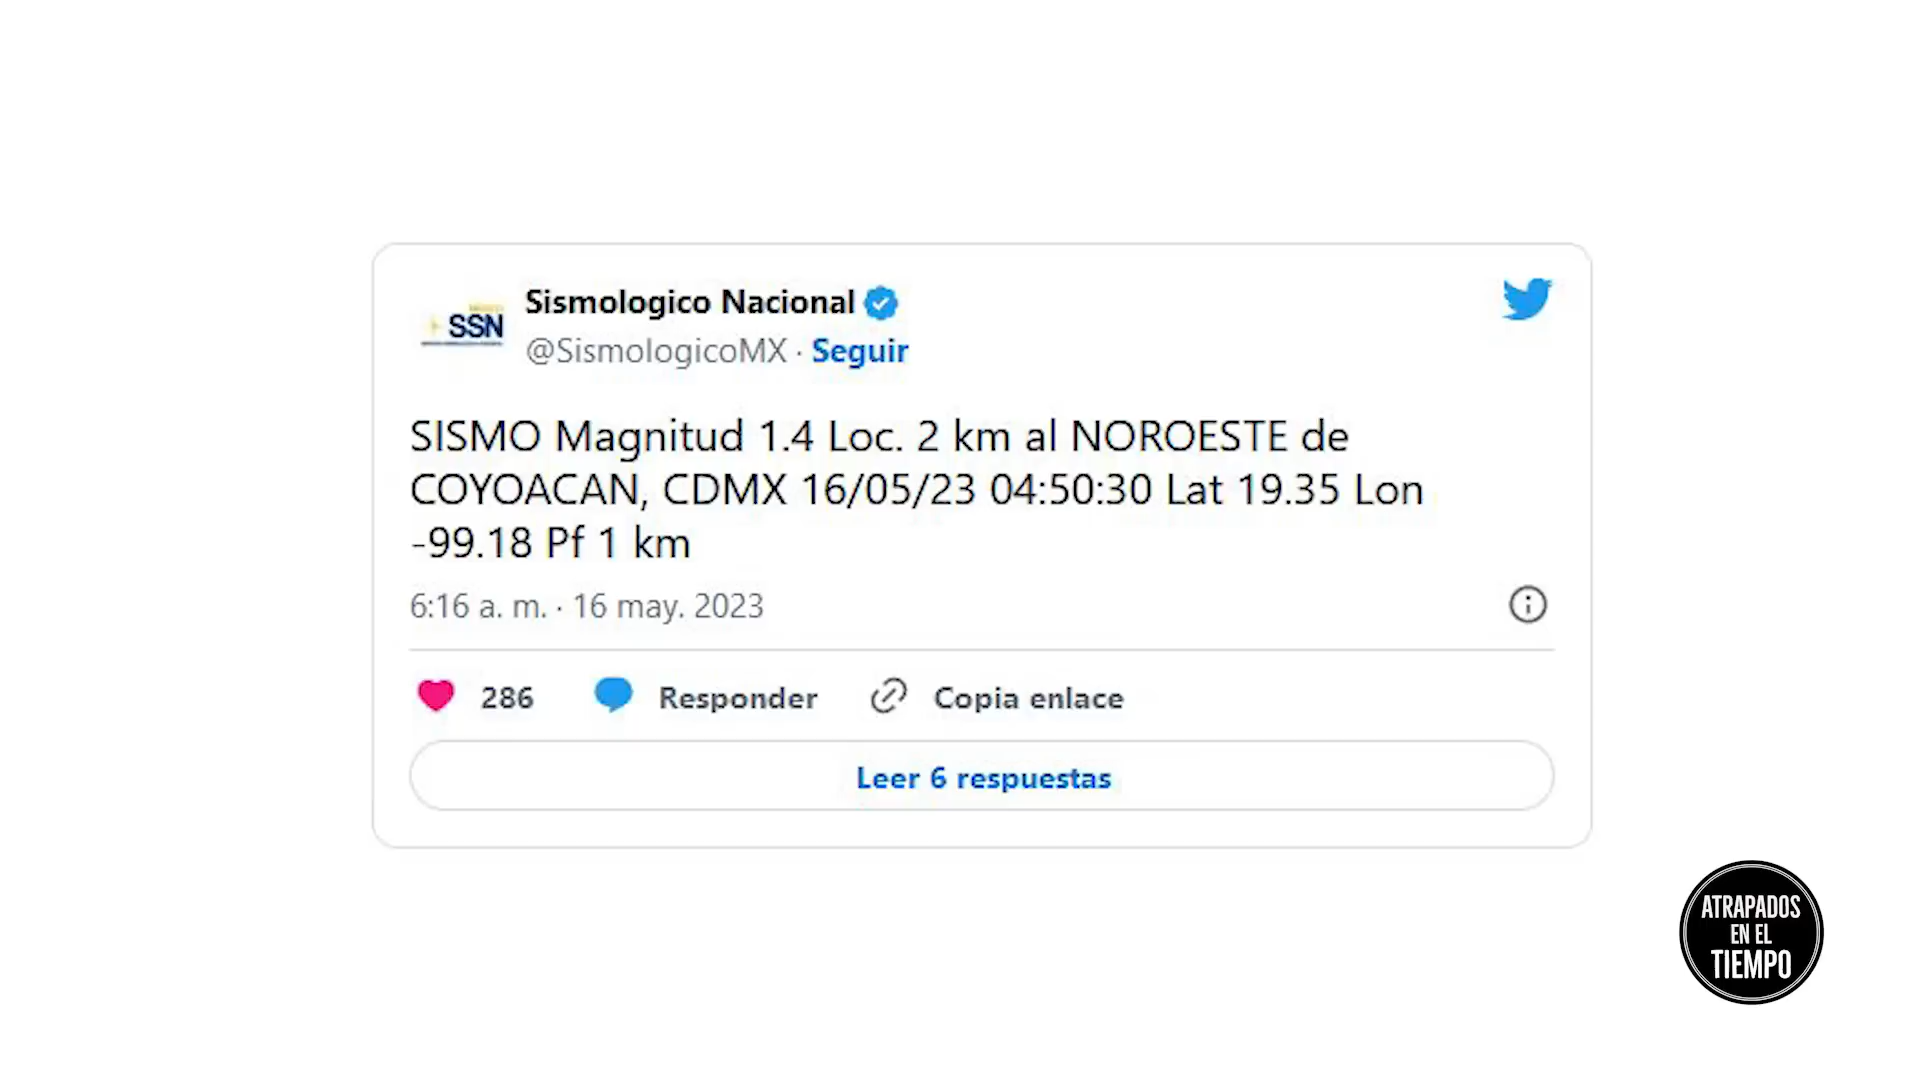 SSN
Sismologico Nacional
@SismologicoMX · Seguir
SISMO Magnitud 1.4 Loc. 2 km al NOROESTE de
COYOACAN, CDMX 16/05/23 04:50:30 Lat 19.35 Lon
-99.18 Pf 1 km
6:16 a. m. · 16 may. 2023
286 Responder Copia enlace
Leer 6 respuestas
ATRAPADOS
EN EL
TIEMPO